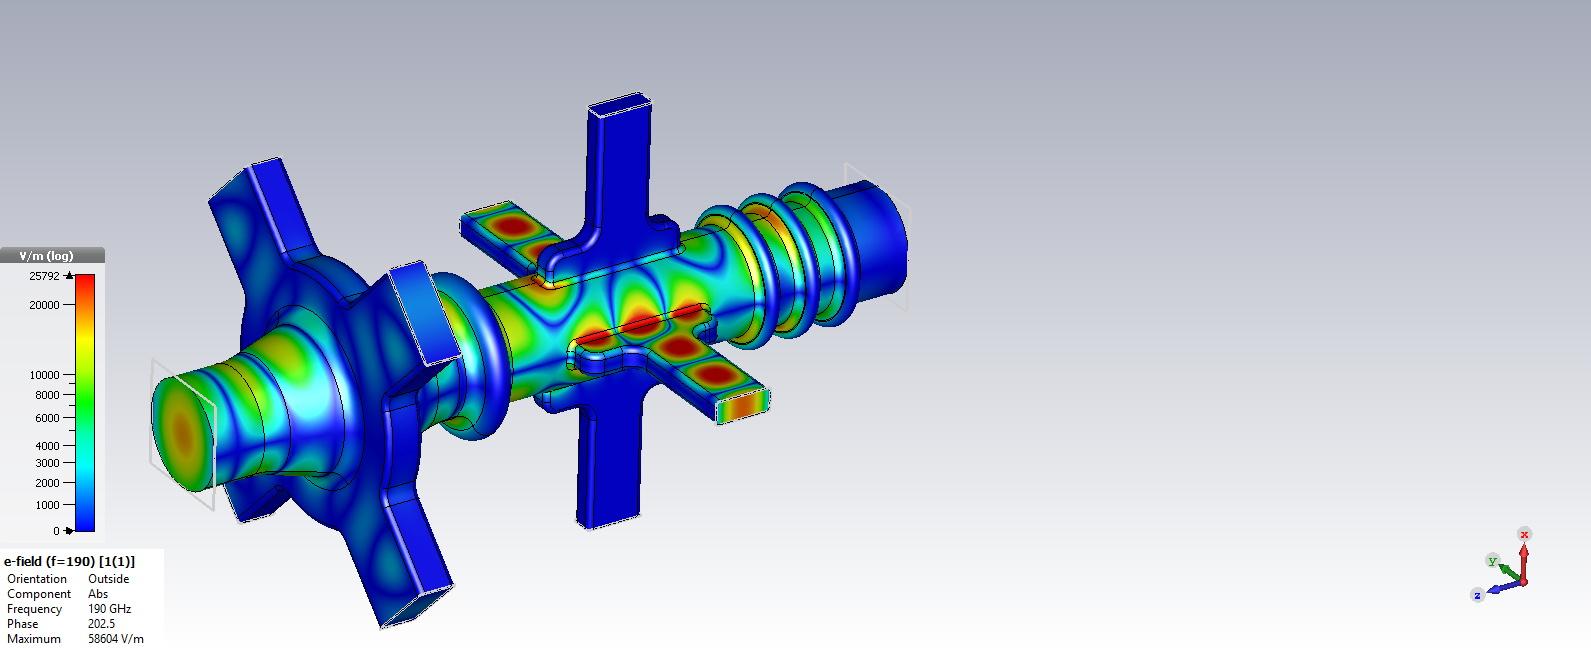 V/m (log)
25792
20000
10000
8000
6000
4000
3000
2000
1000
0
e-field (f=190) [1(1)]
Orientation Outside
Component Abs
Frequency 190 GHz
Phase 202.5
Maximum 58604 V/m
x
y
z